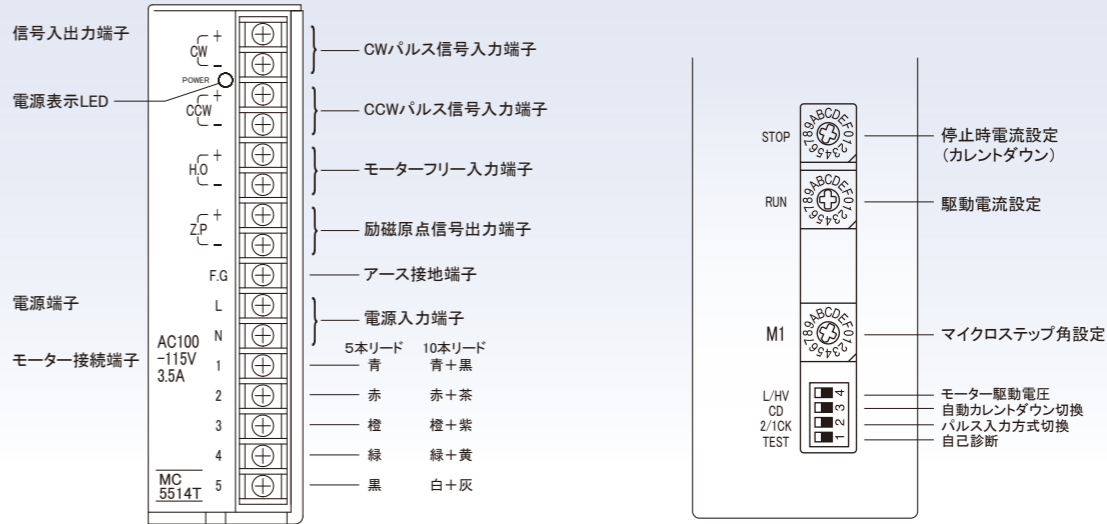 信号入出力端子
電源表示LED
電源端子
モーター接続端子
CW
+
−
POWER
CCW
+
−
H.O
+
−
Z.P
+
−
F.G
L
N
AC100
-115V
3.5A
1
2
3
4
5
MC
5514T
CWパルス信号入力端子
CCWパルス信号入力端子
モーターフリー入力端子
励磁原点信号出力端子
アース接地端子
電源入力端子
5本リード 10本リード
青 青+黒
赤 赤+茶
橙 橙+紫
緑 緑+黄
黒 白+灰
STOP
789ABCDEF0123456
停止時電流設定
(カレントダウン)
RUN
789ABCDEF0123456
駆動電流設定
M1
789ABCDEF0123456
マイクロステップ角設定
L/HV 4 モーター駆動電圧
CD 3 自動カレントダウン切換
2/1CK 2 パルス入力方式切換
TEST 1 自己診断